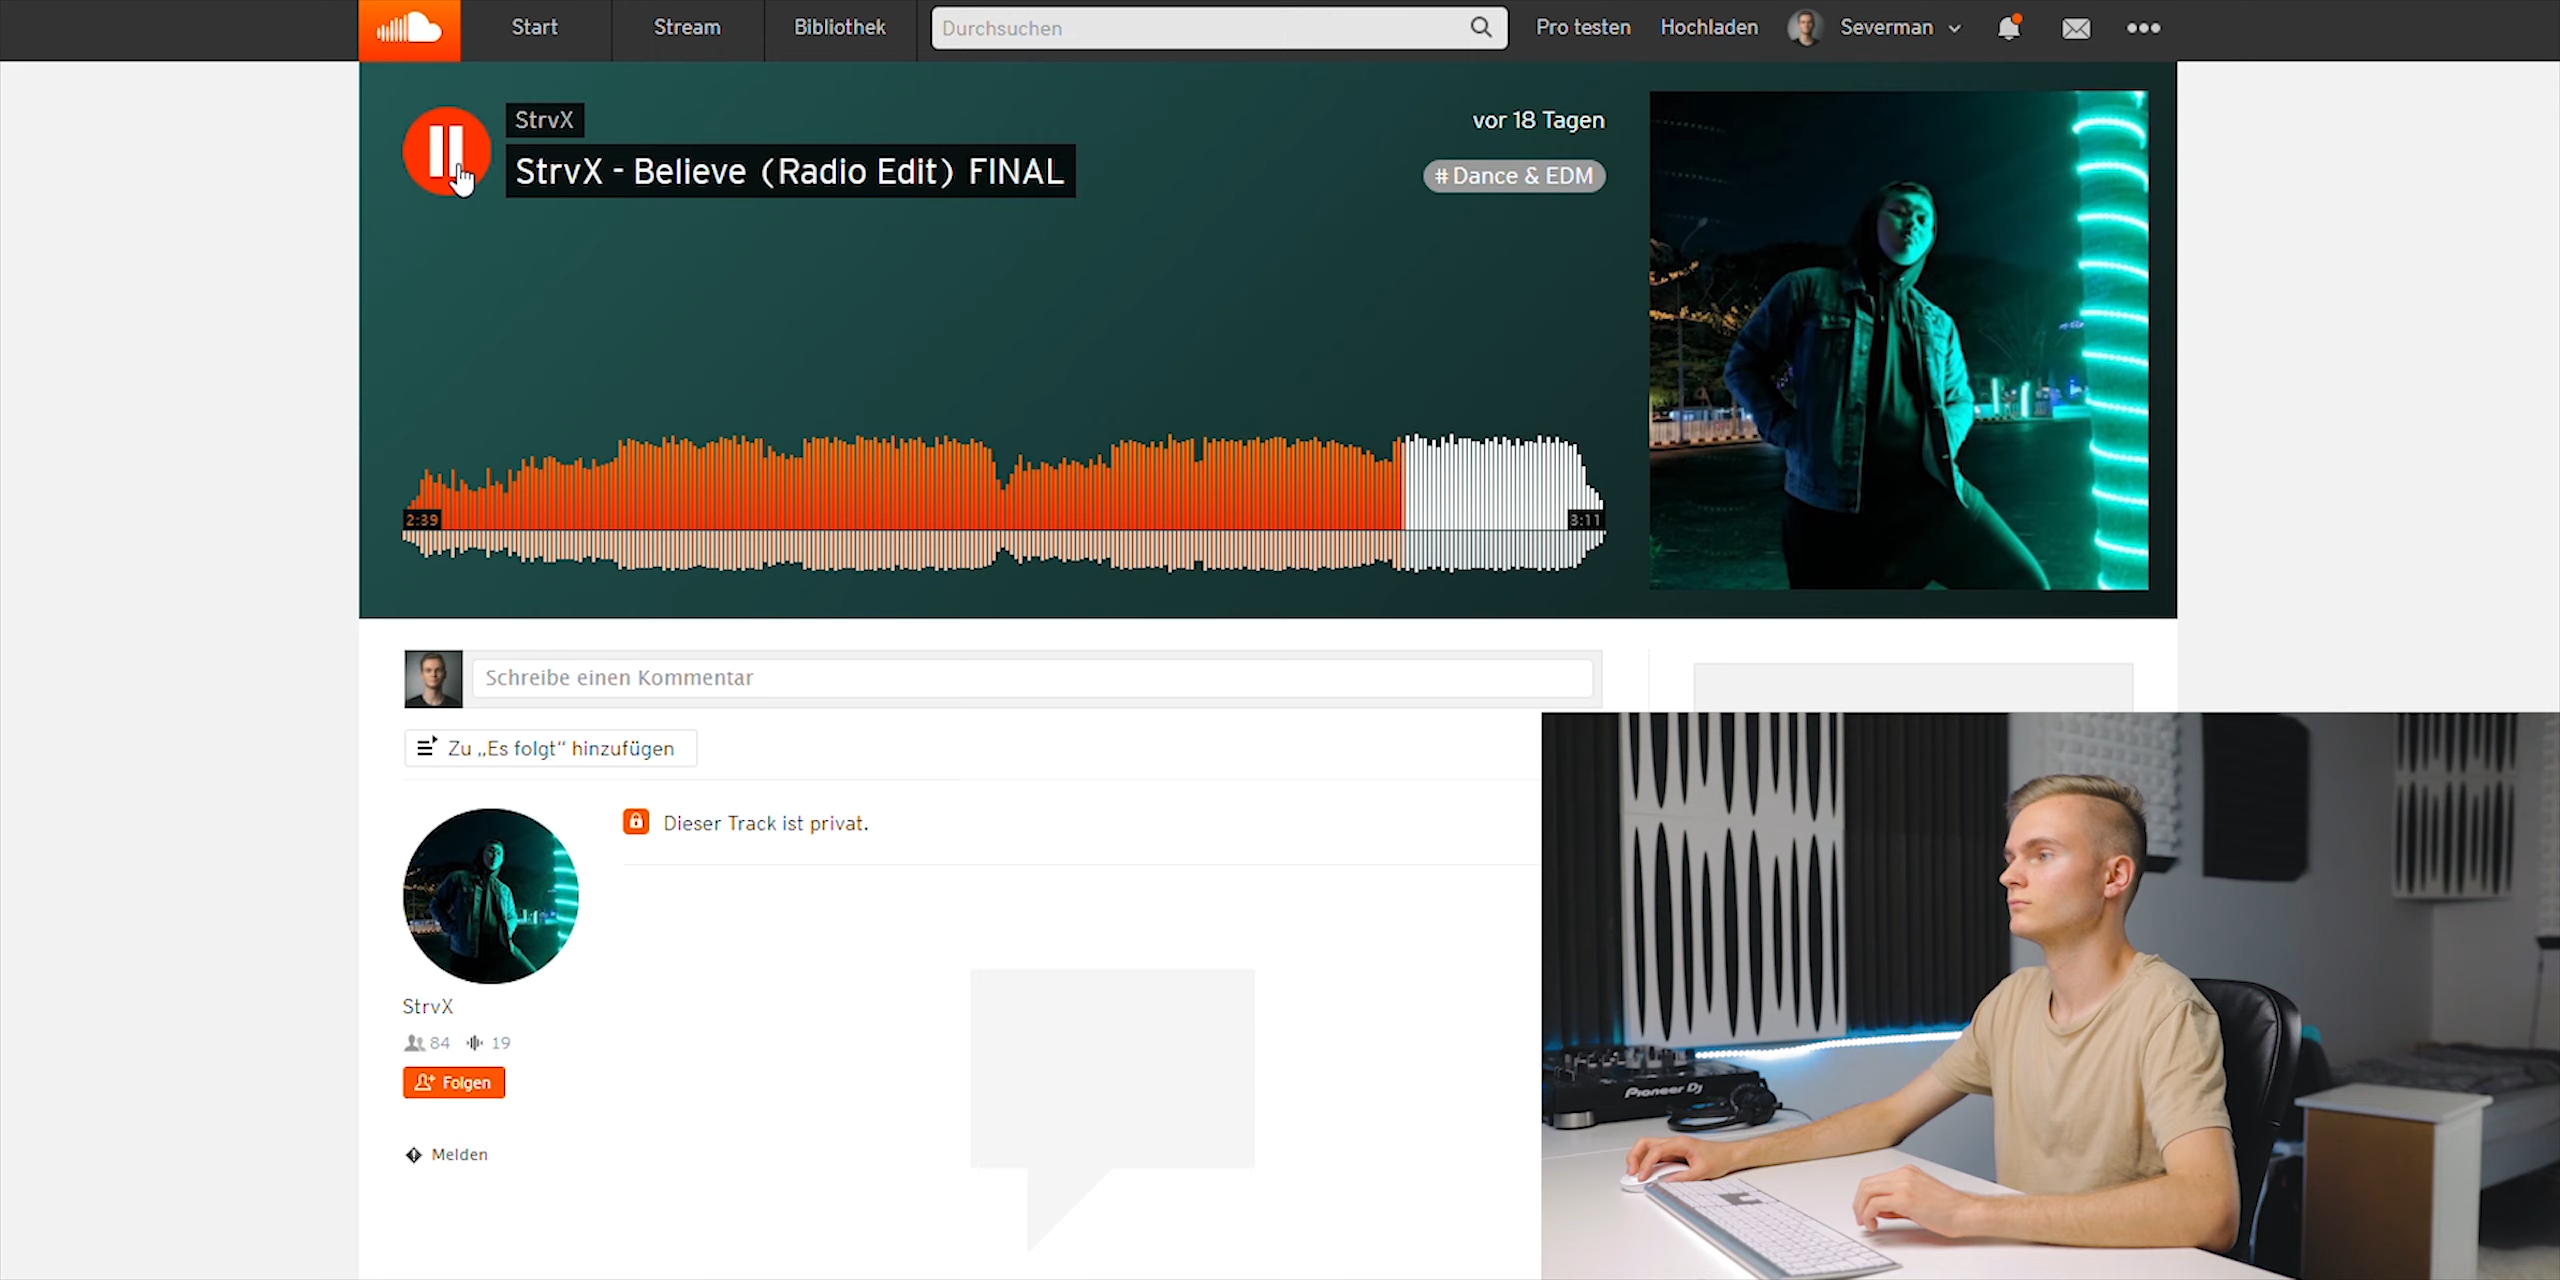 Start
Stream
Bibliothek
Durchsuchen
Pro testen
Hochladen
Severman
StrvX
StrvX - Believe (Radio Edit) FINAL
vor 18 Tagen
# Dance & EDM
2:39
3:11
Schreibe einen Kommentar
Zu „Es folgt“ hinzufügen
Dieser Track ist privat.
StrvX
84
19
Folgen
Melden
Pioneer DJ